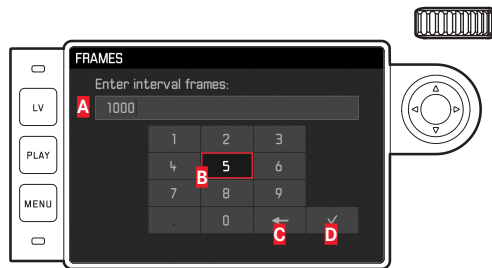 FRAMES
Enter interval frames:
A 1000
LV
1 2 3
PLAY
4 5 6
B
7 8 9
MENU
. 0 ← ✓
C D